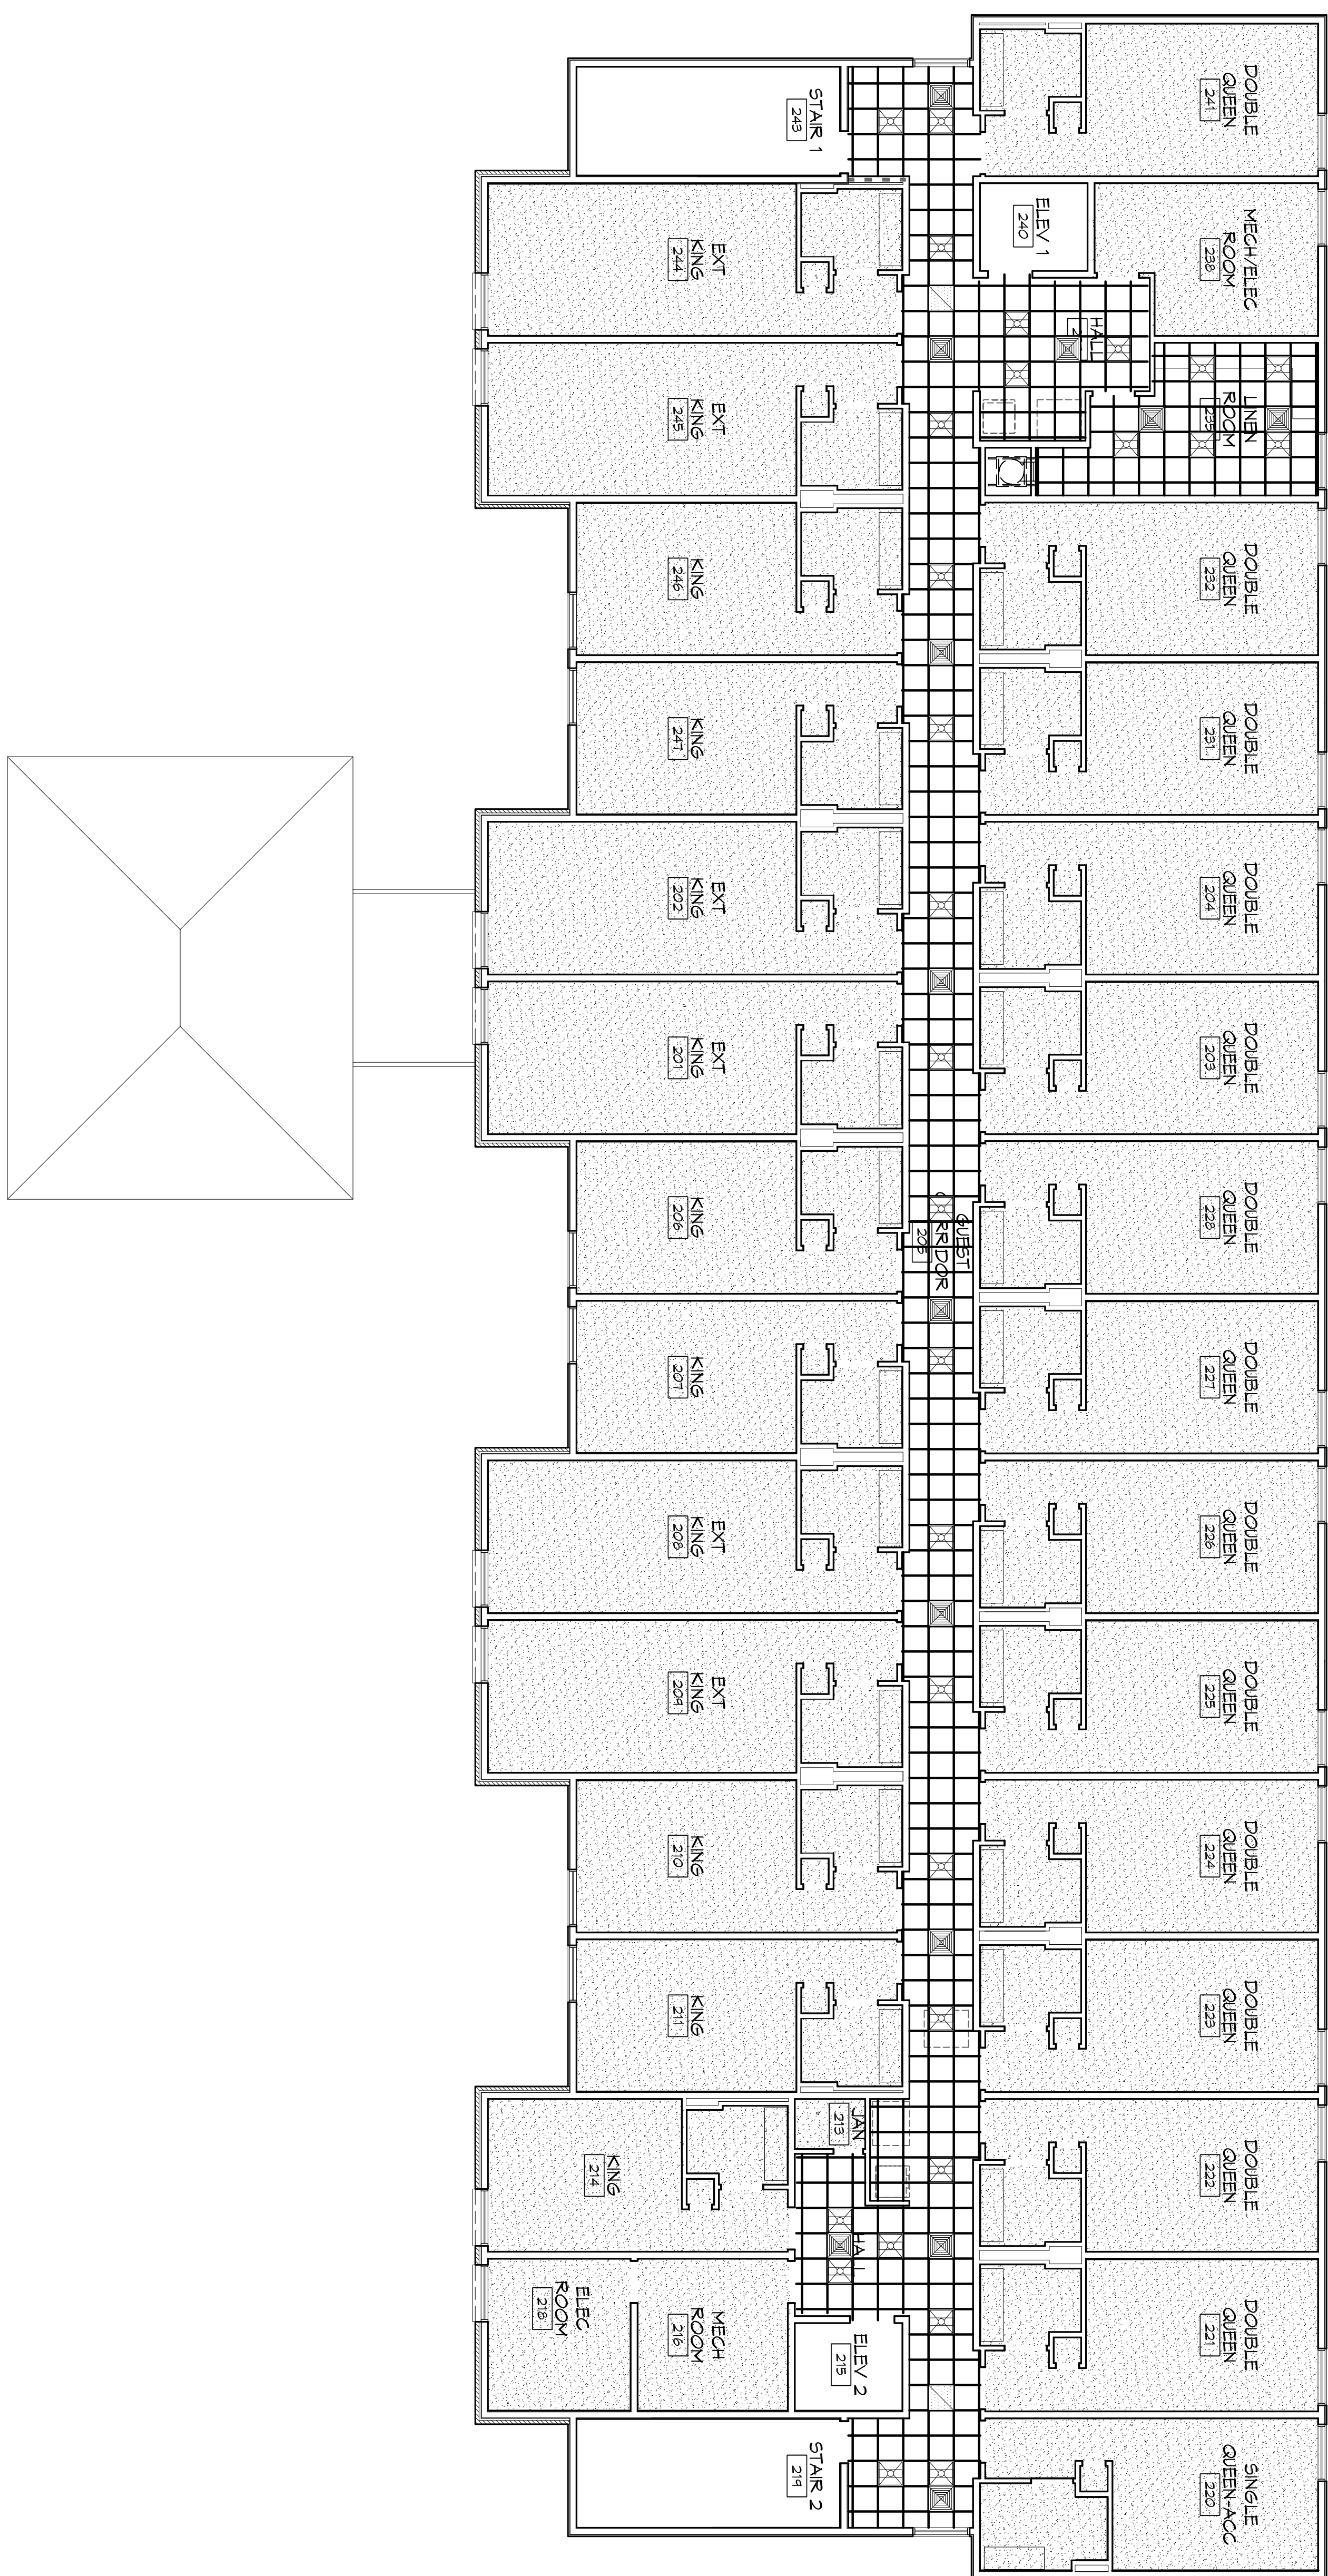 DOUBLE
QUEEN
241
MECH/ELEC
ROOM
238
LINEN
ROOM
235
DOUBLE
QUEEN
232
DOUBLE
QUEEN
231
DOUBLE
QUEEN
204
DOUBLE
QUEEN
203
DOUBLE
QUEEN
228
DOUBLE
QUEEN
227
DOUBLE
QUEEN
226
DOUBLE
QUEEN
225
DOUBLE
QUEEN
224
DOUBLE
QUEEN
223
DOUBLE
QUEEN
222
DOUBLE
QUEEN
221
SINGLE
QUEEN-ACC
220
ELEV 1
240
HALL
GUEST
RRIDOR
205
STAIR 1
243
EXT
KING
244
EXT
KING
245
KING
246
KING
247
EXT
KING
202
EXT
KING
201
KING
206
KING
207
EXT
KING
208
EXT
KING
209
KING
210
KING
211
JAN
213
KING
214
HA
ELEV 2
215
MECH
ROOM
216
ELEC
ROOM
218
STAIR 2
219